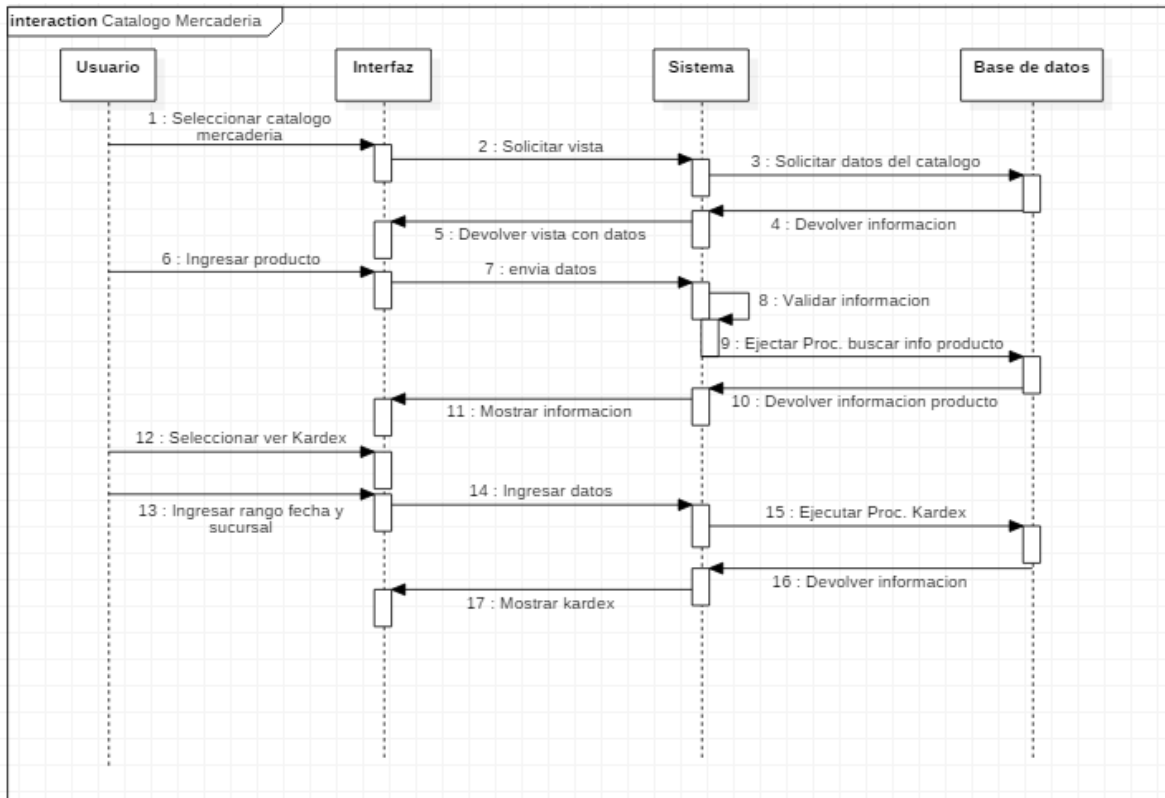 interaction Catalogo Mercaderia
Usuario
Interfaz
Sistema
Base de datos
1 : Seleccionar catalogo
mercaderia
2 : Solicitar vista
3 : Solicitar datos del catalogo
4 : Devolver informacion
5 : Devolver vista con datos
6 : Ingresar producto
7 : envia datos
8 : Validar informacion
9 : Ejectar Proc. buscar info producto
10 : Devolver informacion producto
11 : Mostrar informacion
12 : Seleccionar ver Kardex
13 : Ingresar rango fecha y
sucursal
14 : Ingresar datos
15 : Ejecutar Proc. Kardex
16 : Devolver informacion
17 : Mostrar kardex